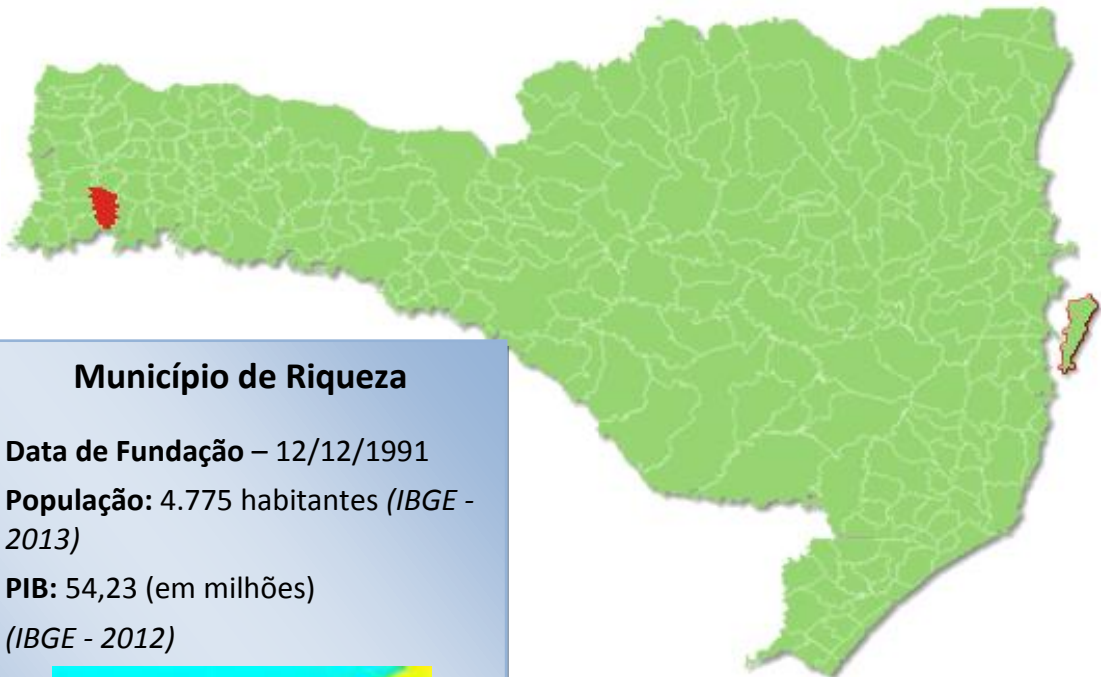 Município de Riqueza
Data de Fundação – 12/12/1991
População: 4.775 habitantes (IBGE -
2013)
PIB: 54,23 (em milhões)
(IBGE - 2012)